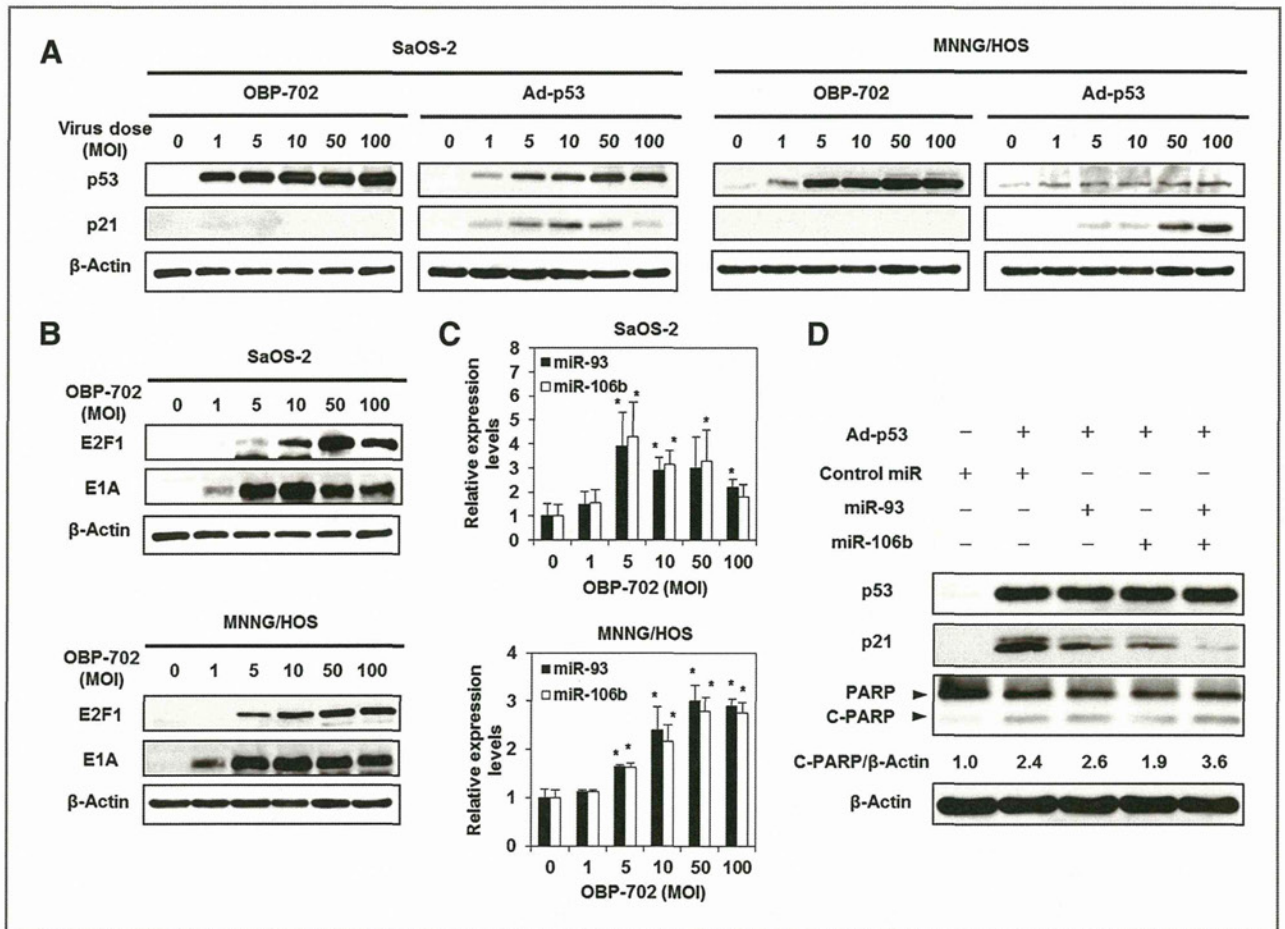 A
SaOS-2
MNNG/HOS
OBP-702
Ad-p53
OBP-702
Ad-p53
Virus dose (MOI)
0 1 5 10 50 100
0 1 5 10 50 100
0 1 5 10 50 100
0 1 5 10 50 100
p53
p21
β-Actin
B
SaOS-2
OBP-702 (MOI)
0 1 5 10 50 100
E2F1
E1A
β-Actin
MNNG/HOS
OBP-702 (MOI)
0 1 5 10 50 100
E2F1
E1A
β-Actin
C
SaOS-2
Relative expression levels
8
7
6
5
4
3
2
1
0
miR-93
miR-106b
* * * * * *
0 1 5 10 50 100
OBP-702 (MOI)
MNNG/HOS
Relative expression levels
4
3
2
1
0
miR-93
miR-106b
* * * * * * * *
0 1 5 10 50 100
OBP-702 (MOI)
D
Ad-p53 − + + + +
Control miR + + − − −
miR-93 − − + − +
miR-106b − − − + +
p53
p21
PARP ►
C-PARP ►
C-PARP/β-Actin 1.0 2.4 2.6 1.9 3.6
β-Actin